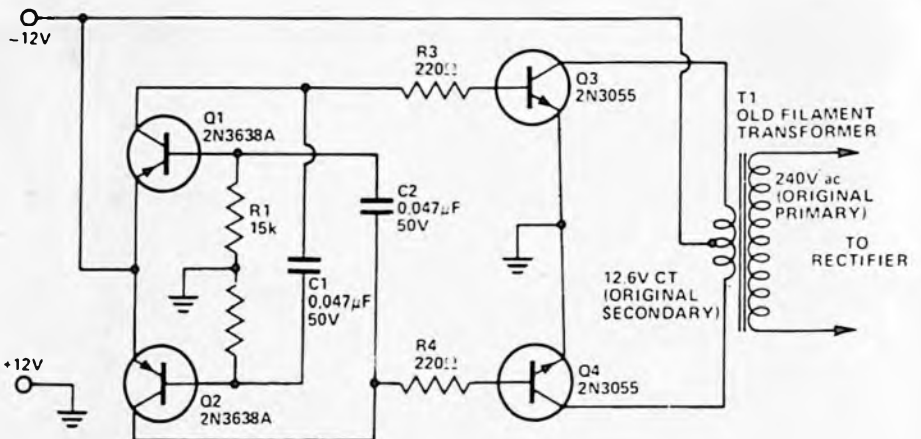 −12V
R3
220Ω
Q3
2N3055
T1
OLD FILAMENT
TRANSFORMER
Q1
2N3638A
240V ac
(ORIGINAL
PRIMARY)
TO
RECTIFIER
R1
15k
C2
0,047μF
50V
C1
0,047μF
50V
12.6V CT
(ORIGINAL
SECONDARY)
+12V
R4
220Ω
Q2
2N3638A
Q4
2N3055